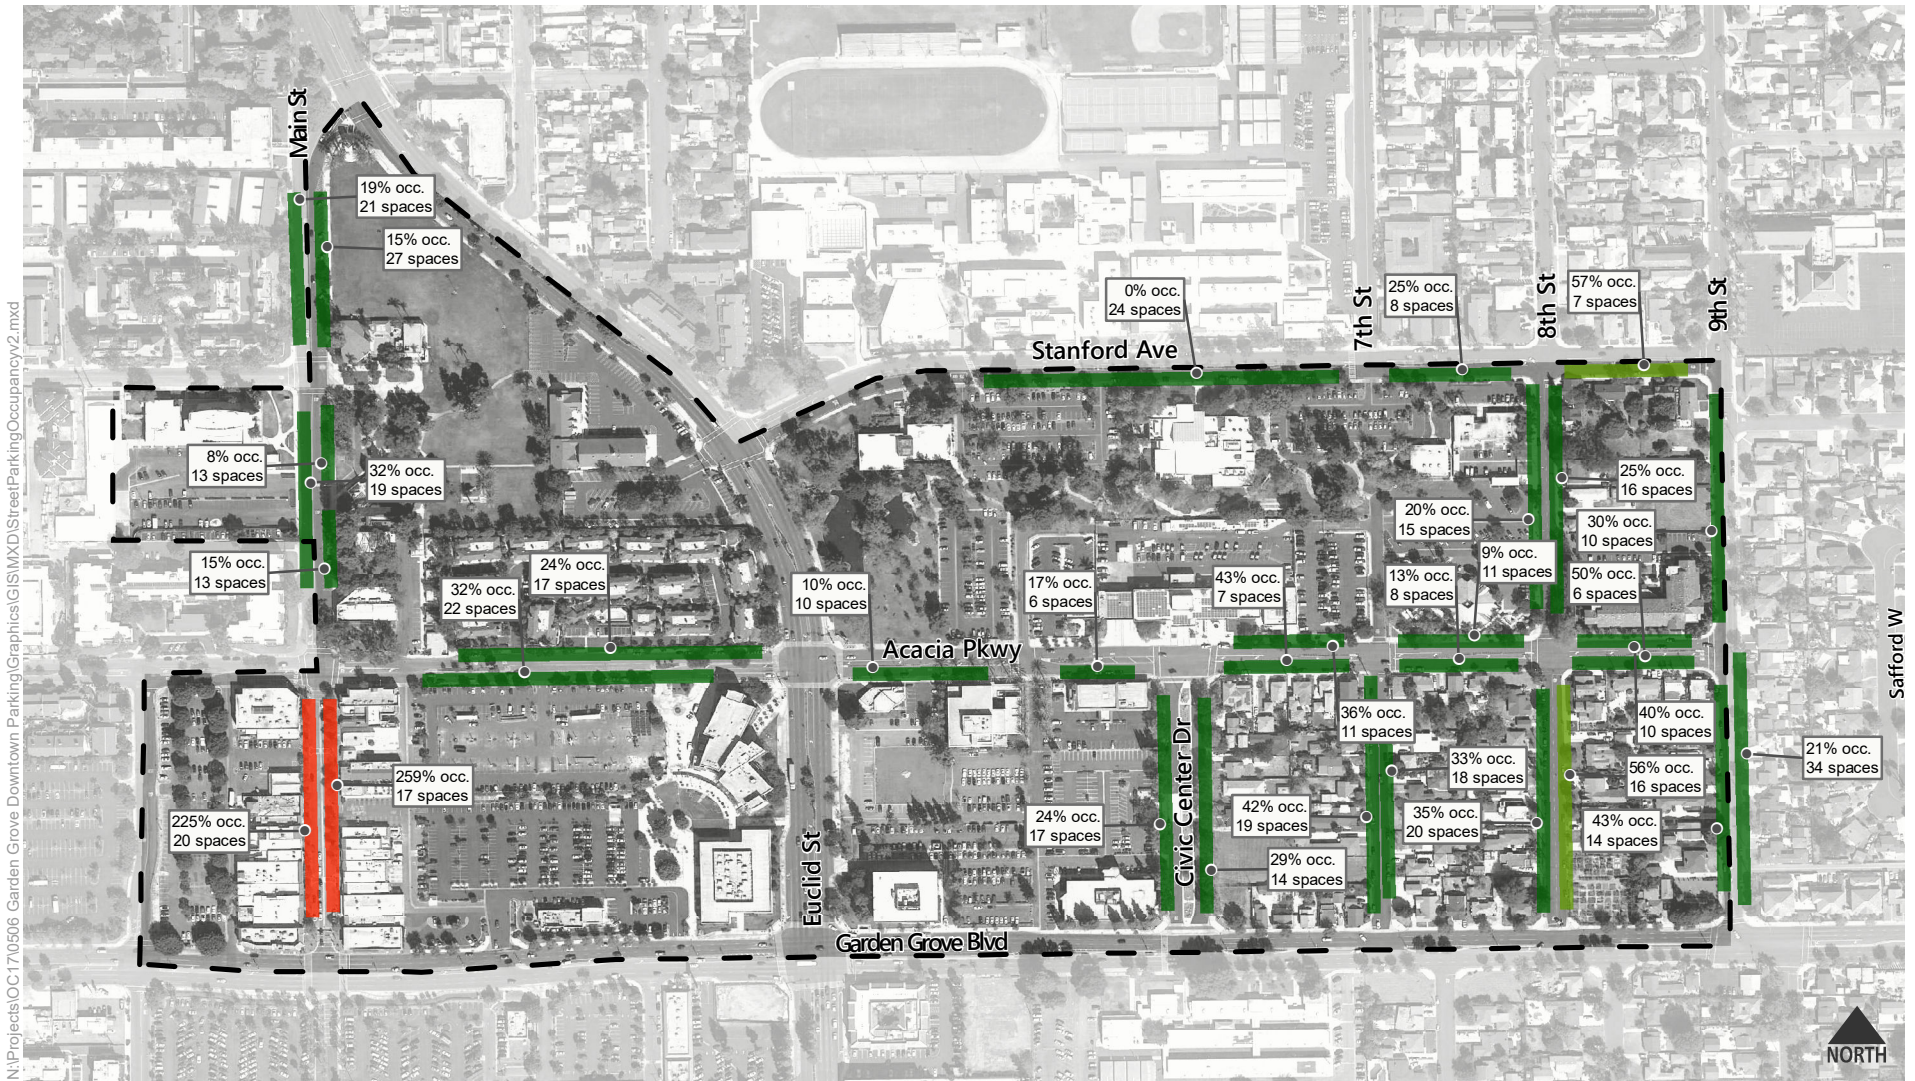 N:\Projects\OC17\0506 Garden Grove Downtown Parking\Graphics\GIS\MXD\StreetParkingOccupancyv2.mxd
Main St
19% occ.
21 spaces
15% occ.
27 spaces
0% occ.
24 spaces
7th St
25% occ.
8 spaces
8th St
57% occ.
7 spaces
9th St
Stanford Ave
8% occ.
13 spaces
32% occ.
19 spaces
25% occ.
16 spaces
20% occ.
15 spaces
30% occ.
10 spaces
15% occ.
13 spaces
24% occ.
17 spaces
9% occ.
11 spaces
32% occ.
22 spaces
10% occ.
10 spaces
17% occ.
6 spaces
43% occ.
7 spaces
13% occ.
8 spaces
50% occ.
6 spaces
Acacia Pkwy
Safford W
36% occ.
11 spaces
40% occ.
10 spaces
21% occ.
34 spaces
259% occ.
17 spaces
33% occ.
18 spaces
56% occ.
16 spaces
225% occ.
20 spaces
24% occ.
17 spaces
Civic Center Dr
42% occ.
19 spaces
35% occ.
20 spaces
43% occ.
14 spaces
29% occ.
14 spaces
Euclid St
Garden Grove Blvd
NORTH